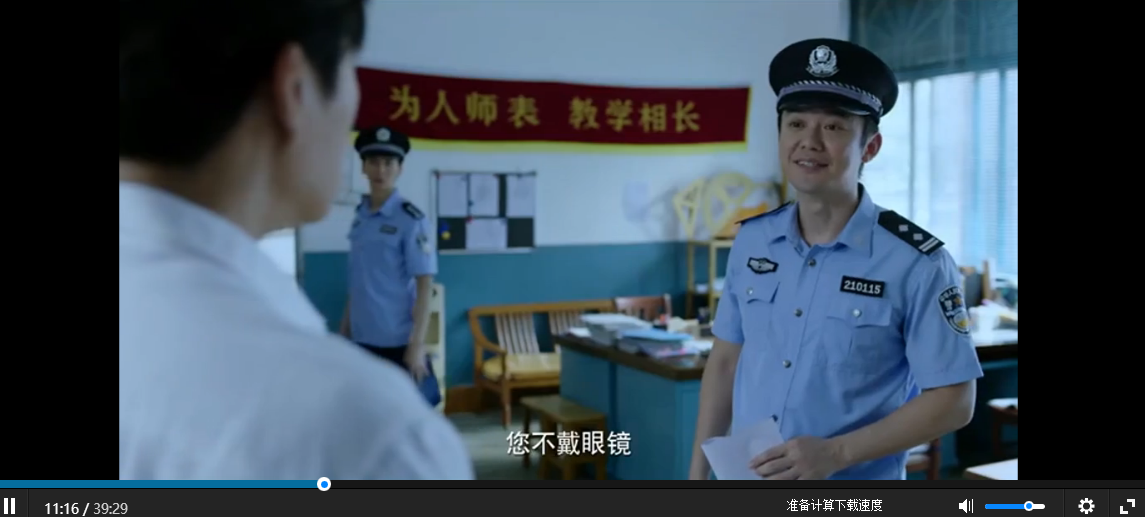 为人师表 教学相长
210115
您不戴眼镜
11:16 / 39:29
准备计算下载速度